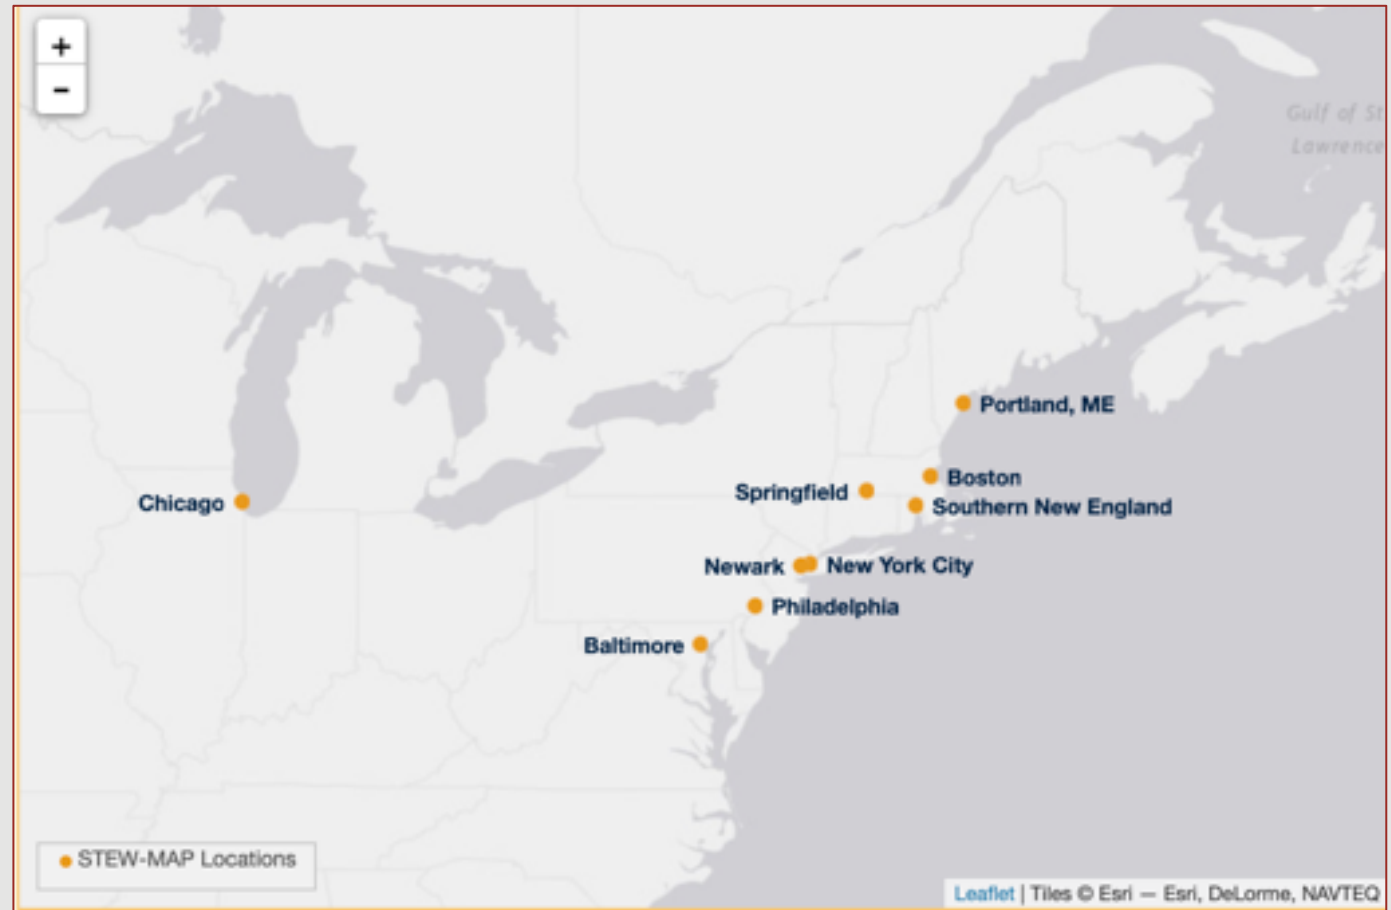 +
−
Gulf of St
Lawrence
Portland, ME
Boston
Springfield
Southern New England
Chicago
Newark
New York City
Philadelphia
Baltimore
STEW-MAP Locations
Leaflet | Tiles © Esri — Esri, DeLorme, NAVTEQ